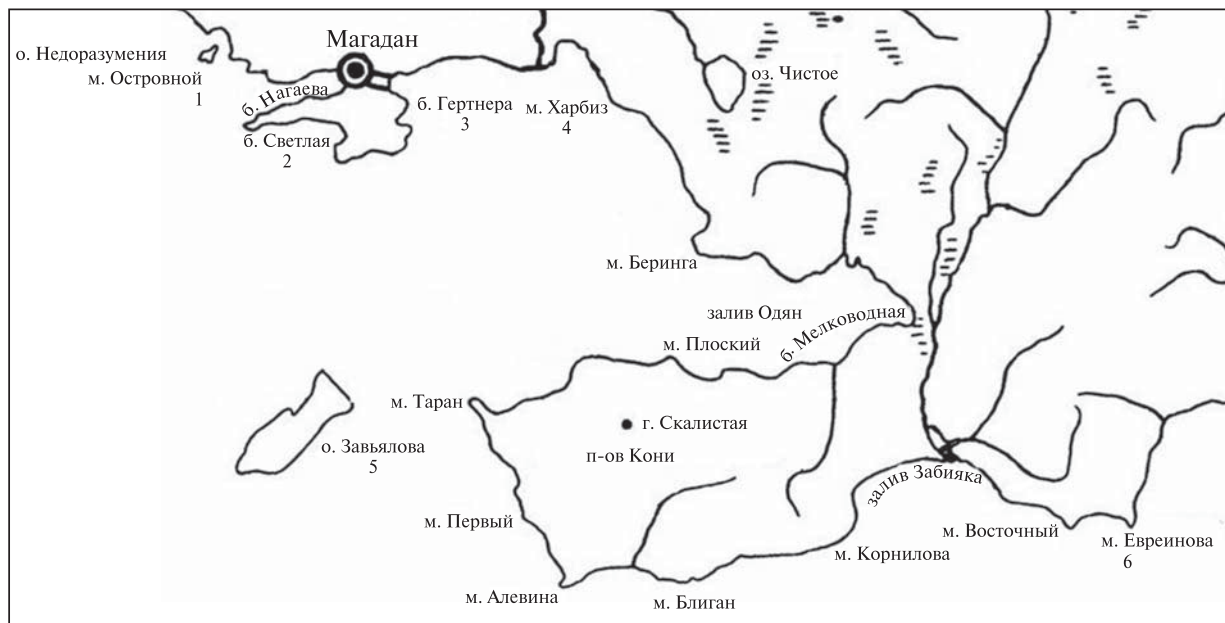 о. Недоразумения
Магадан
м. Островной
1
б. Нагаева
оз. Чистое
б. Гертнера
3
м. Харбиз
4
б. Светлая
2
м. Беринга
залив Одян
б. Мелководная
м. Плоский
м. Таран
г. Скалистая
о. Завьялова
5
п-ов Кони
залив Забияка
м. Первый
м. Восточный
м. Евреинова
6
м. Корнилова
м. Алевина
м. Блиган